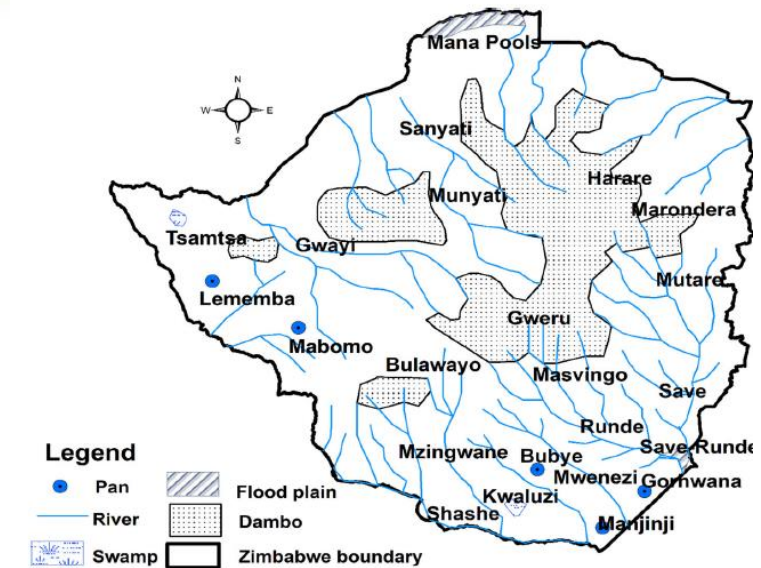 Mana Pools
N
W E
S
Sanyati
Harare
Munyati
Marondera
Tsamtsa
Gwayi
Mutare
Lememba
Gweru
Mabomo
Bulawayo
Masvingo
Save
Runde
Save-Runde
Mzingwane
Bubye
Mwenezi
Gornwana
Kwaluzi
Shashe
Manjinji
Legend
Pan
Flood plain
River
Dambo
Swamp
Zimbabwe boundary